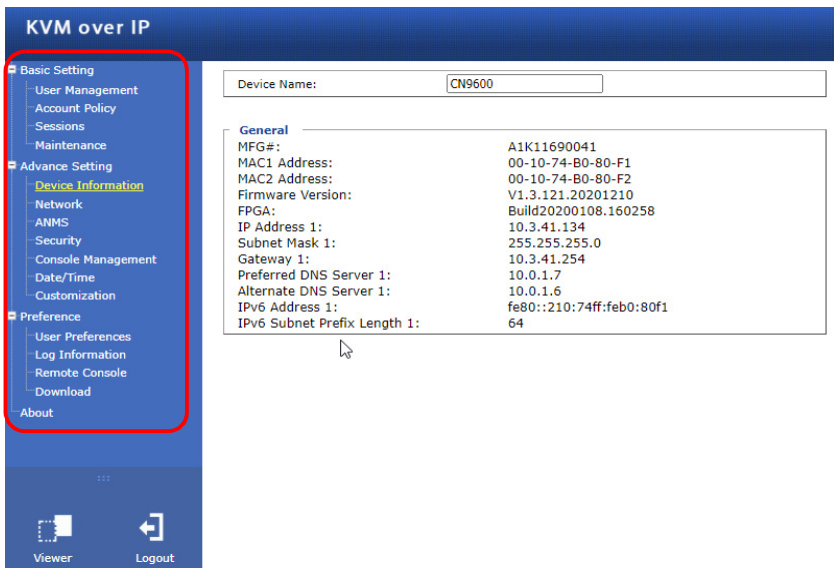 KVM over IP
Basic Setting
User Management
Account Policy
Sessions
Maintenance
Advance Setting
Device Information
Network
ANMS
Security
Console Management
Date/Time
Customization
Preference
User Preferences
Log Information
Remote Console
Download
About
Viewer
Logout
Device Name: CN9600
General
MFG#: A1K11690041
MAC1 Address: 00-10-74-B0-80-F1
MAC2 Address: 00-10-74-B0-80-F2
Firmware Version: V1.3.121.20201210
FPGA: Build20200108.160258
IP Address 1: 10.3.41.134
Subnet Mask 1: 255.255.255.0
Gateway 1: 10.3.41.254
Preferred DNS Server 1: 10.0.1.7
Alternate DNS Server 1: 10.0.1.6
IPv6 Address 1: fe80::210:74ff:feb0:80f1
IPv6 Subnet Prefix Length 1: 64